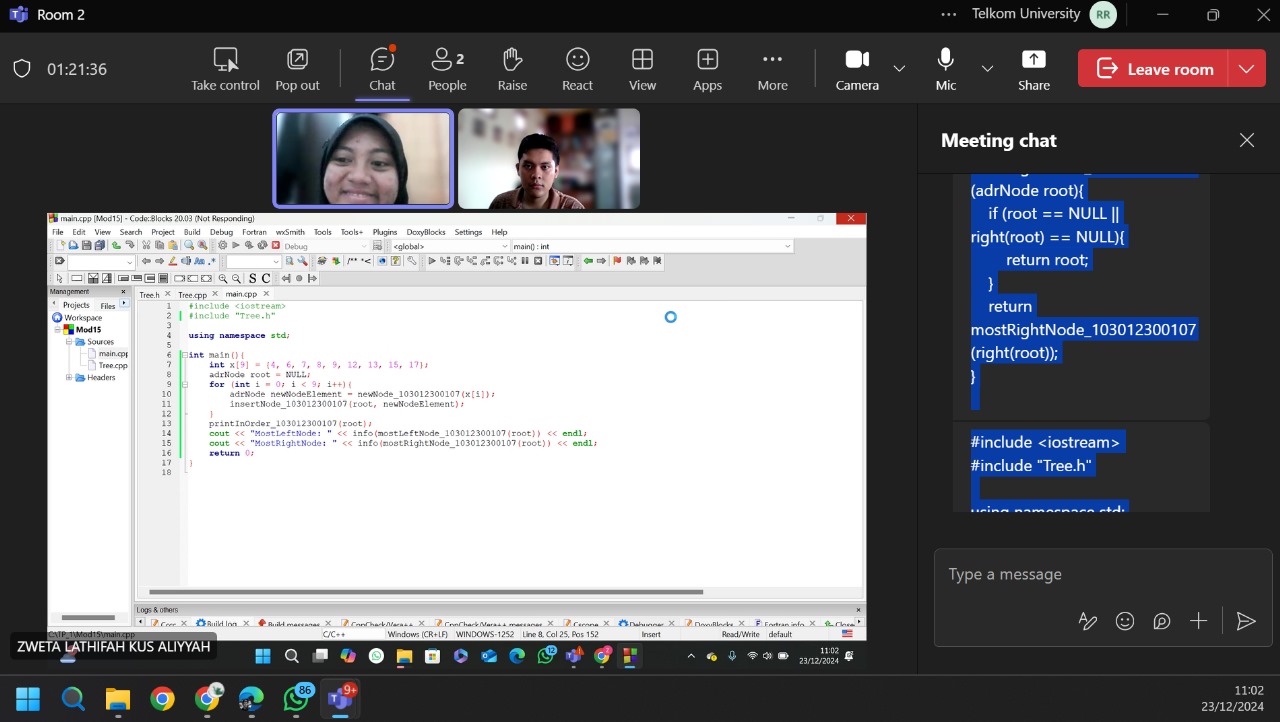 Room 2
Telkom University RR
01:21:36
Take control
Pop out
Chat
People 2
Raise
React
View
Apps
More
Camera
Mic
Share
Leave room
main.cpp [Mod15] - Code::Blocks 20.03 (Not Responding)
File Edit View Search Project Build Debug Fortran wxSmith Tools Tools+ Plugins DoxyBlocks Settings Help
Debug
<global>
main() : int
Management
Projects Files
Workspace
Mod15
Sources
main.cpp
Tree.cpp
Headers
Tree.h Tree.cpp main.cpp
1 #include <iostream>
2 #include "Tree.h"
3
4 using namespace std;
5
6 int main(){
7 int x[9] = {4, 6, 7, 8, 9, 12, 13, 15, 17};
8 adrNode root = NULL;
9 for (int i = 0; i < 9; i++){
10 adrNode newNodeElement = newNode_103012300107(x[i]);
11 insertNode_103012300107(root, newNodeElement);
12 }
13 printInOrder_103012300107(root);
14 cout << "MostLeftNode: " << info(mostLeftNode_103012300107(root)) << endl;
15 cout << "MostRightNode: " << info(mostRightNode_103012300107(root)) << endl;
16 return 0;
17 }
18
Logs & others
Build log
Build messages
CppCheck/Vera++
CppCheck/Vera++ messages
Cscope
Debugger
DoxyBlocks
Fortran info
Close
C:\TP_1\Mod15\main.cpp
C/C++
Windows (CR+LF)
WINDOWS-1252
Line 8, Col 25, Pos 152
Insert
Read/Write
default
ZWETA LATHIFAH KUS ALIYYAH
12
2
11:02
23/12/2024
Meeting chat
(adrNode root){
if (root == NULL ||
right(root) == NULL){
return root;
}
return
mostRightNode_103012300107
(right(root));
}
#include <iostream>
#include "Tree.h"
using namespace std;
Type a message
86
9+
11:02
23/12/2024